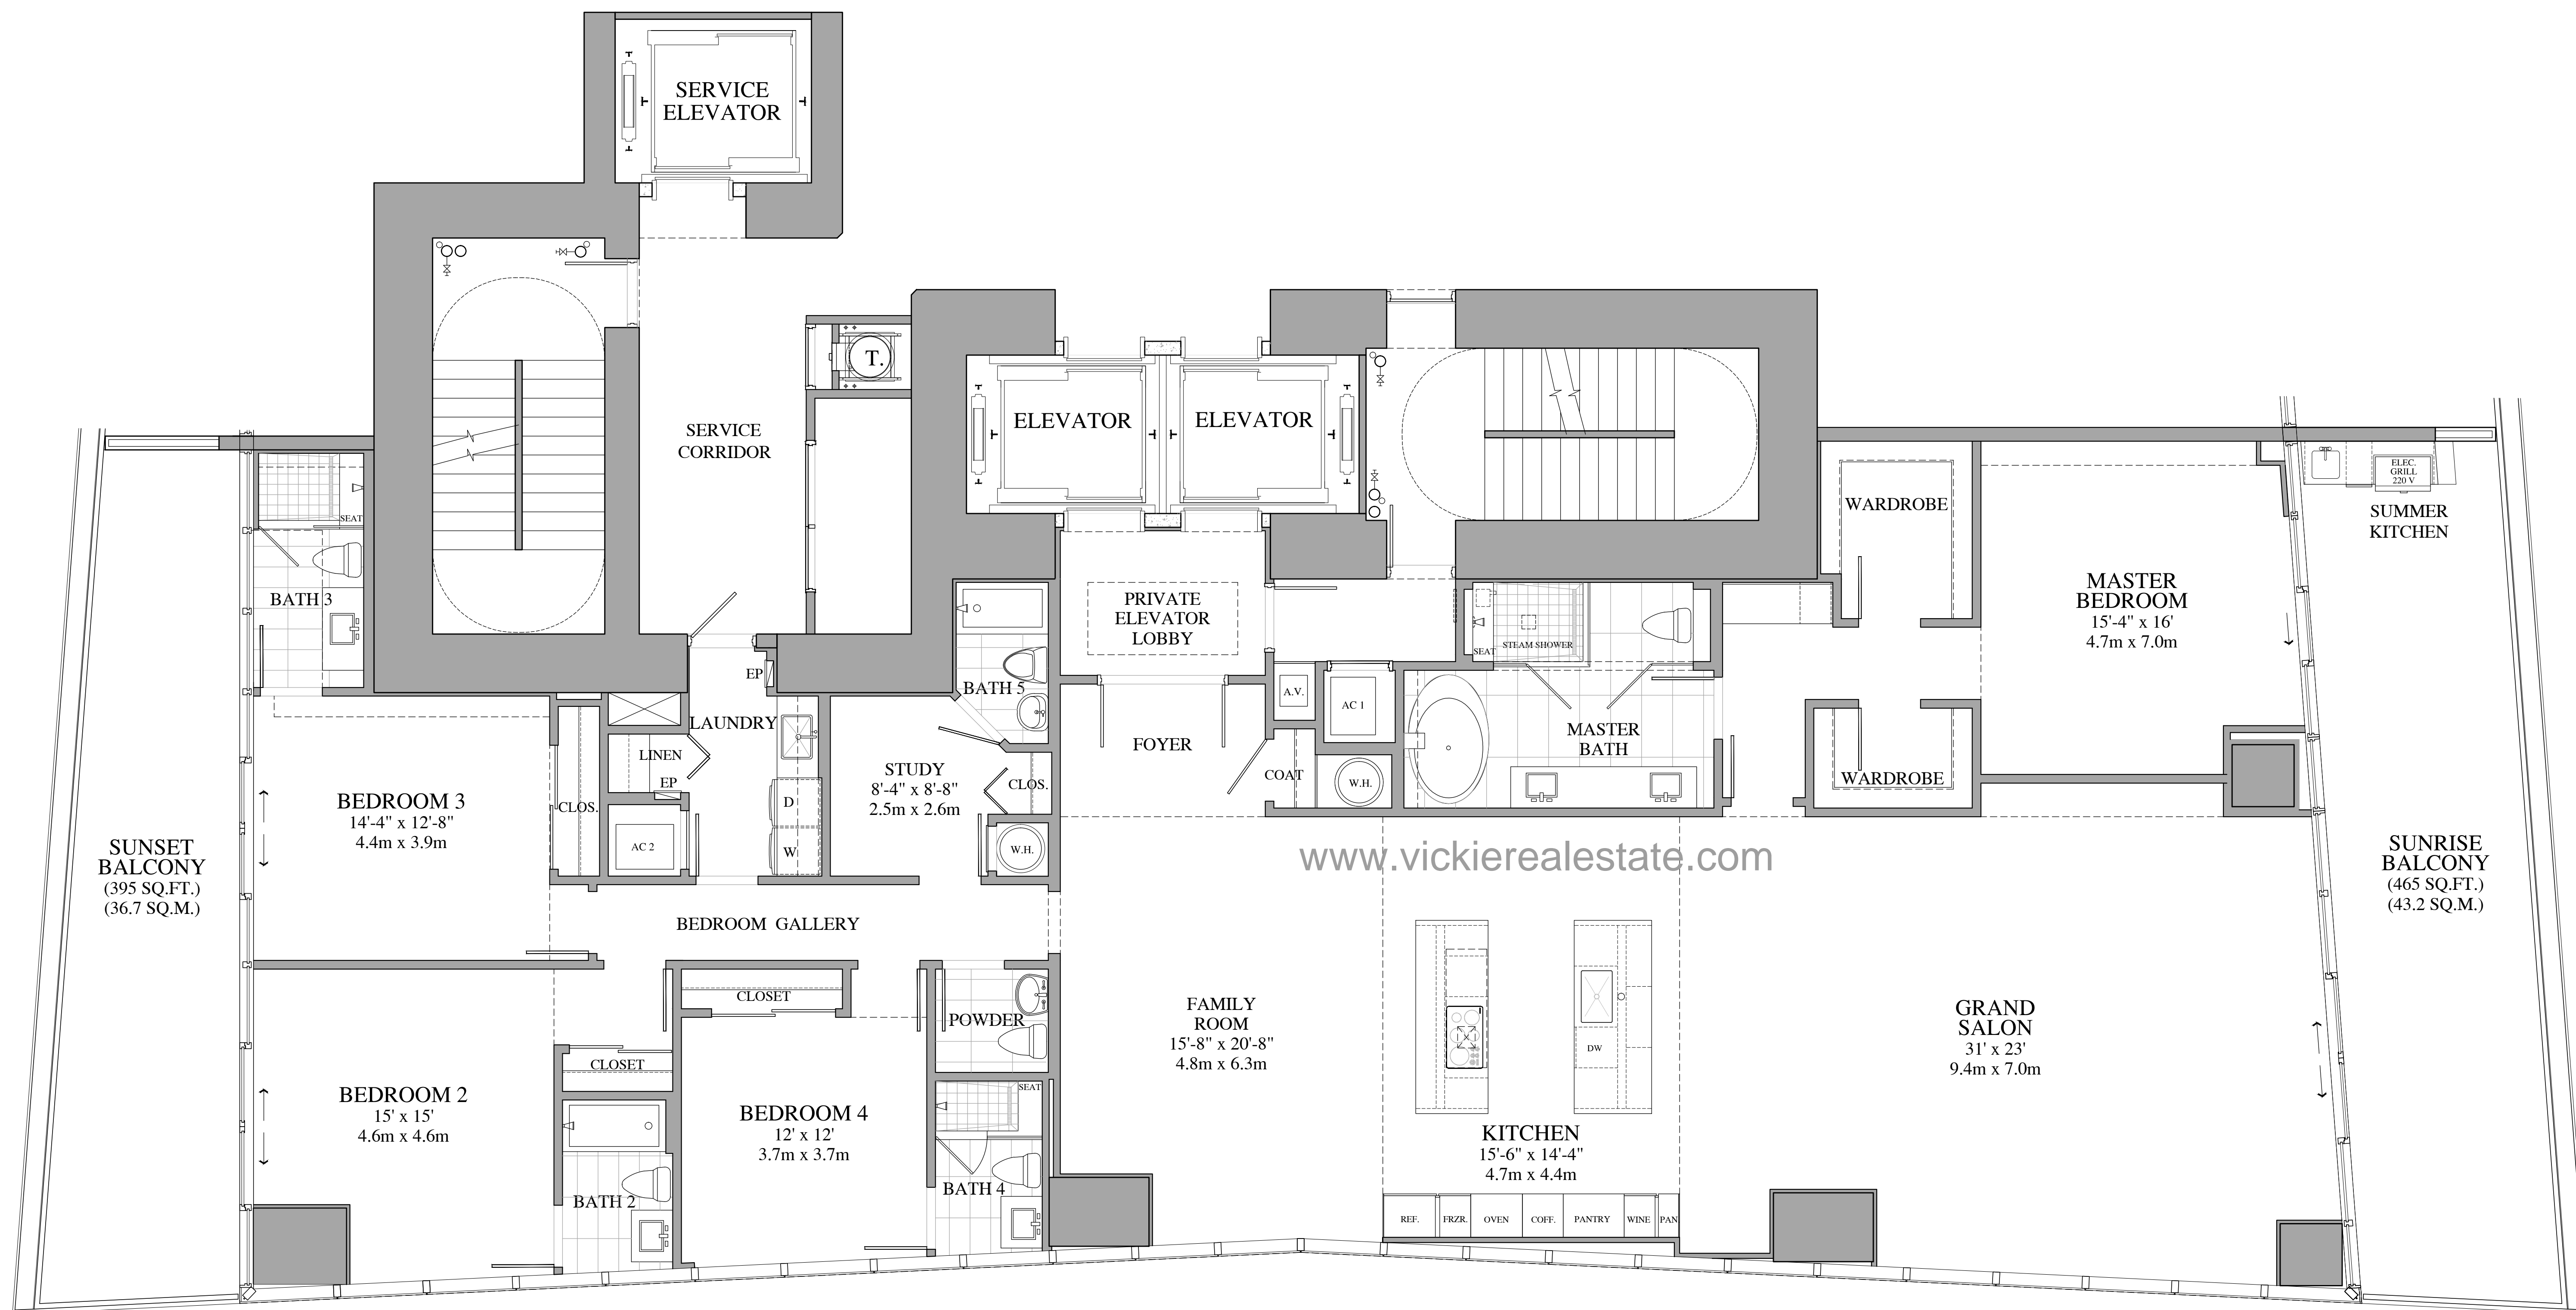 SERVICE
ELEVATOR
SERVICE
CORRIDOR
T.
ELEVATOR
ELEVATOR
PRIVATE
ELEVATOR
LOBBY
WARDROBE
MASTER
BEDROOM
15'-4" x 16'
4.7m x 7.0m
ELEC.
GRILL
220 V
SUMMER
KITCHEN
SEAT
BATH 3
EP
LAUNDRY
LINEN
EP
D
W
AC 2
CLOS.
BEDROOM 3
14'-4" x 12'-8"
4.4m x 3.9m
SUNSET
BALCONY
(395 SQ.FT.)
(36.7 SQ.M.)
BATH 5
STUDY
8'-4" x 8'-8"
2.5m x 2.6m
CLOS.
W.H.
FOYER
COAT
A.V.
AC 1
W.H.
SEAT
STEAM SHOWER
MASTER
BATH
WARDROBE
www.vickierealestate.com
SUNRISE
BALCONY
(465 SQ.FT.)
(43.2 SQ.M.)
BEDROOM GALLERY
CLOSET
POWDER
CLOSET
BEDROOM 2
15' x 15'
4.6m x 4.6m
BATH 2
BEDROOM 4
12' x 12'
3.7m x 3.7m
SEAT
BATH 4
FAMILY
ROOM
15'-8" x 20'-8"
4.8m x 6.3m
DW
KITCHEN
15'-6" x 14'-4"
4.7m x 4.4m
REF.
FRZR.
OVEN
COFF.
PANTRY
WINE
PAN
GRAND
SALON
31' x 23'
9.4m x 7.0m